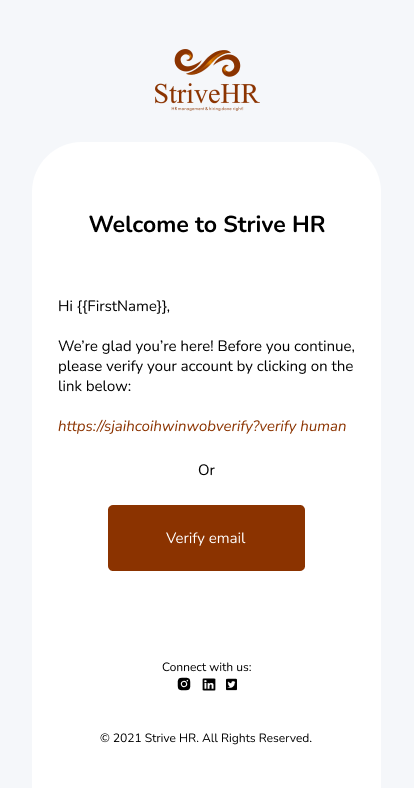 StriveHR
HR management & hiring done right!
Welcome to Strive HR
Hi {{FirstName}},
We’re glad you’re here! Before you continue,
please verify your account by clicking on the
link below:
https://sjaihcoihwinwobverify?verify human
Or
Verify email
Connect with us:
© 2021 Strive HR. All Rights Reserved.